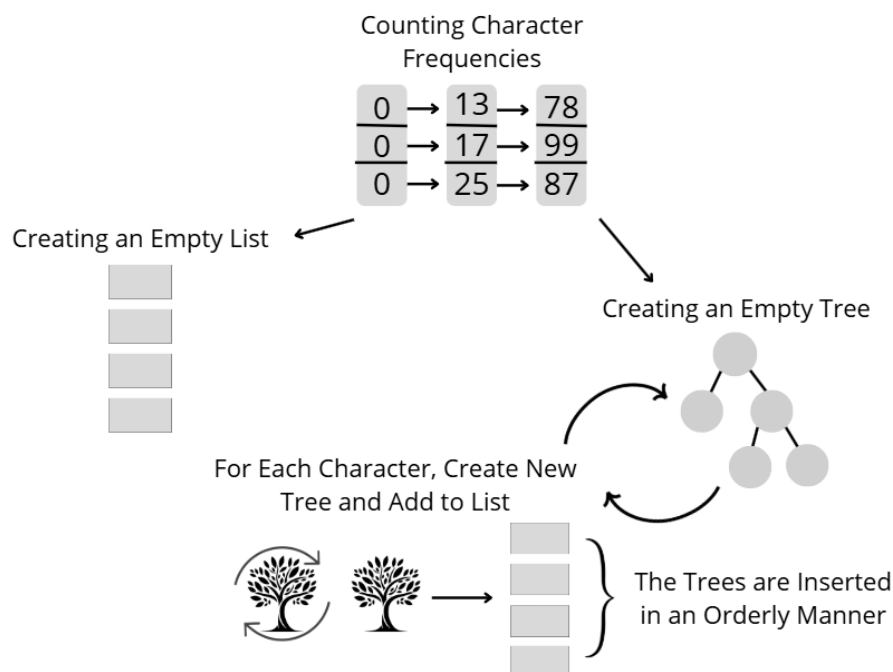 Counting Character
Frequencies
0 13 78
0 17 99
0 25 87
Creating an Empty List
Creating an Empty Tree
For Each Character, Create New
Tree and Add to List
The Trees are Inserted
in an Orderly Manner